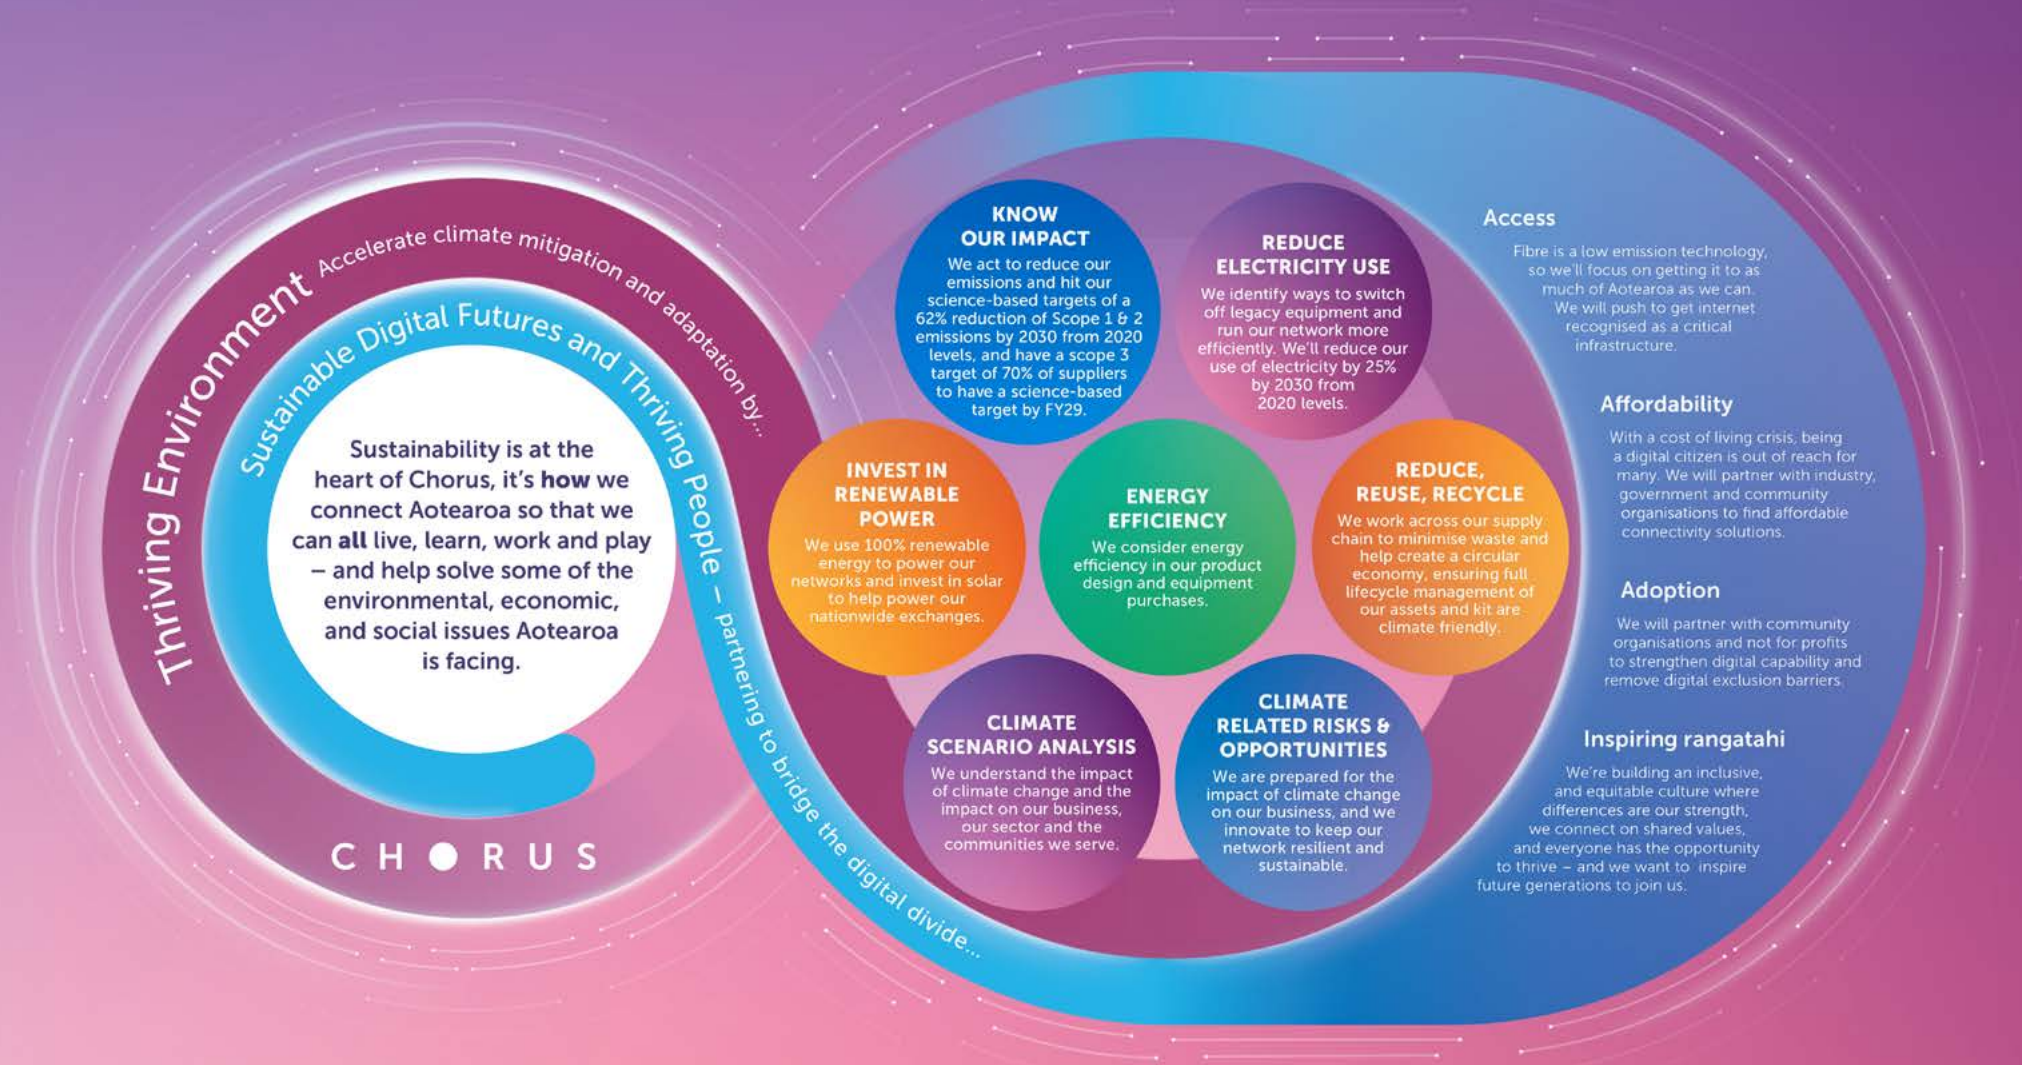 Thriving Environment Accelerate climate mitigation and adaptation by...
Sustainable Digital Futures and Thriving People – partnering to bridge the digital divide...
Sustainability is at the
heart of Chorus, it's how we
connect Aotearoa so that we
can all live, learn, work and play
– and help solve some of the
environmental, economic,
and social issues Aotearoa
is facing.
CHORUS
KNOW
OUR IMPACT
We act to reduce our
emissions and hit our
science-based targets of a
62% reduction of Scope 1 & 2
emissions by 2030 from 2020
levels, and have a scope 3
target of 70% of suppliers
to have a science-based
target by FY29.
REDUCE
ELECTRICITY USE
We identify ways to switch
off legacy equipment and
run our network more
efficiently. We'll reduce our
use of electricity by 25%
by 2030 from
2020 levels.
INVEST IN
RENEWABLE
POWER
We use 100% renewable
energy to power our
networks and invest in solar
to help power our
nationwide exchanges.
ENERGY
EFFICIENCY
We consider energy
efficiency in our product
design and equipment
purchases.
REDUCE,
REUSE, RECYCLE
We work across our supply
chain to minimise waste and
help create a circular
economy, ensuring full
lifecycle management of
our assets and kit are
climate friendly.
CLIMATE
SCENARIO ANALYSIS
We understand the impact
of climate change and the
impact on our business,
our sector and the
communities we serve.
CLIMATE
RELATED RISKS &
OPPORTUNITIES
We are prepared for the
impact of climate change
on our business, and we
innovate to keep our
network resilient and
sustainable.
Access
Fibre is a low emission technology,
so we'll focus on getting it to as
much of Aotearoa as we can.
We will push to get internet
recognised as a critical
infrastructure.
Affordability
With a cost of living crisis, being
a digital citizen is out of reach for
many. We will partner with industry,
government and community
organisations to find affordable
connectivity solutions.
Adoption
We will partner with community
organisations and not for profits
to strengthen digital capability and
remove digital exclusion barriers.
Inspiring rangatahi
We're building an inclusive,
and equitable culture where
differences are our strength,
we connect on shared values,
and everyone has the opportunity
to thrive – and we want to inspire
future generations to join us.